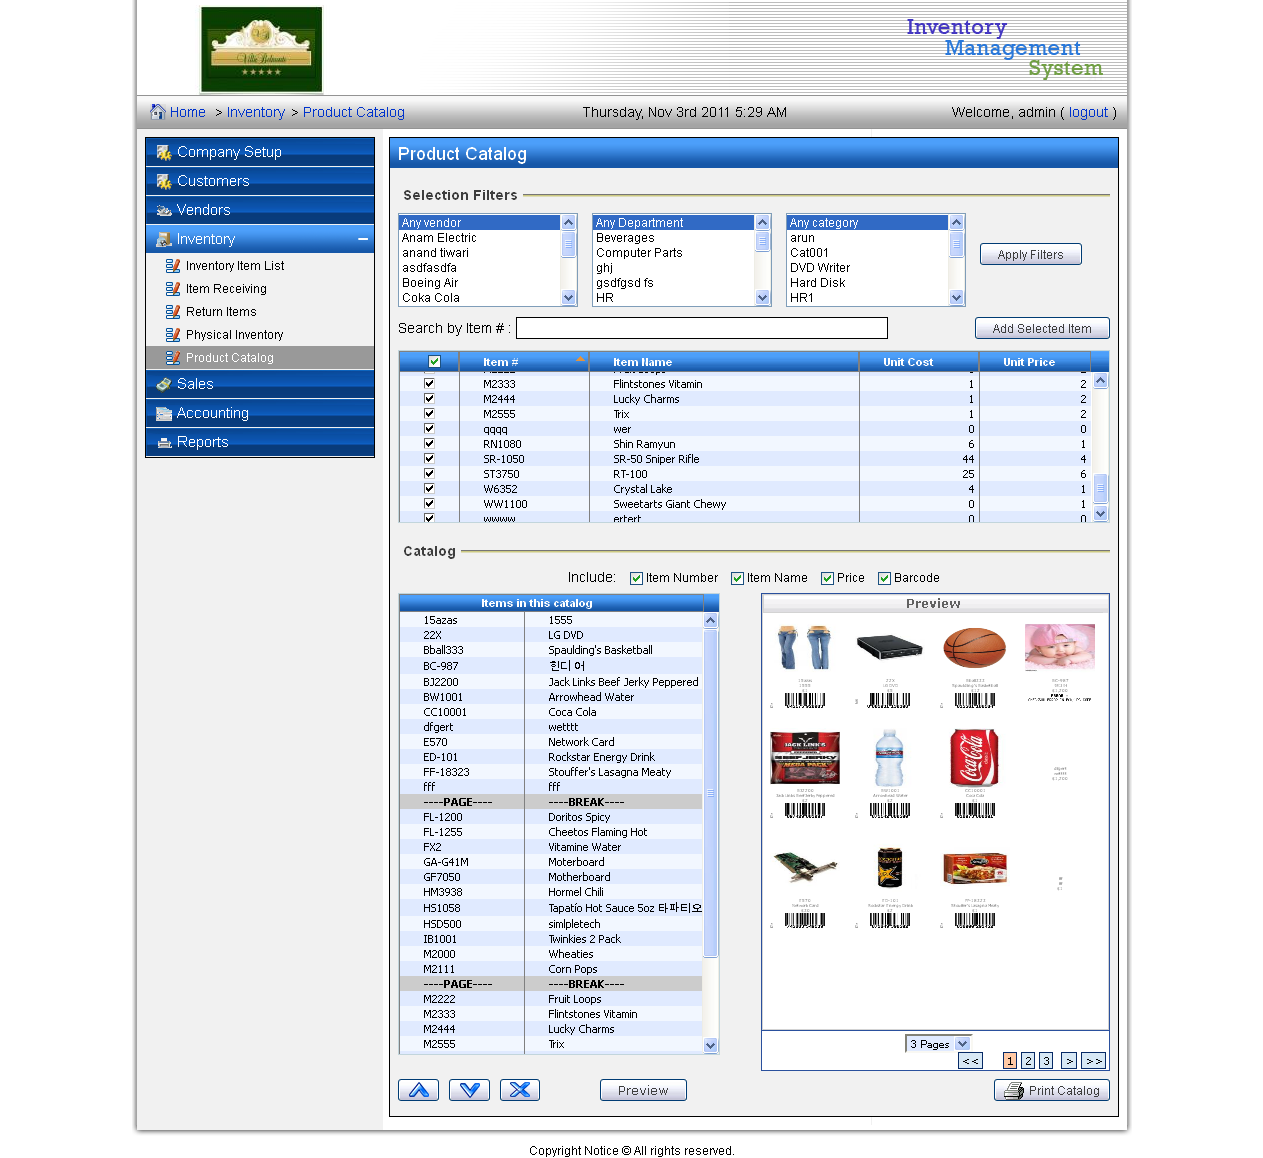 Villa Belmonte
Inventory
Management
System
Home > Inventory > Product Catalog
Thursday, Nov 3rd 2011 5:29 AM
Welcome, admin ( logout )
Company Setup
Customers
Vendors
Inventory
Inventory Item List
Item Receiving
Return Items
Physical Inventory
Product Catalog
Sales
Accounting
Reports
Product Catalog
Selection Filters
Any vendor
Anam Electric
anand tiwari
asdfasdfa
Boeing Air
Coka Cola
Any Department
Beverages
Computer Parts
ghj
gsdfgsd fs
HR
Any category
arun
Cat001
DVD Writer
Hard Disk
HR1
Apply Filters
Search by Item # :
Add Selected Item
Item # Item Name Unit Cost Unit Price
M2222 Fruit Loops
M2333 Flintstones Vitamin 1 2
M2444 Lucky Charms 1 2
M2555 Trix 1 2
qqqq wer 0 0
RN1080 Shin Ramyun 6 1
SR-1050 SR-50 Sniper Rifle 44 4
ST3750 RT-100 25 6
W6352 Crystal Lake 4 1
WW1100 Sweetarts Giant Chewy 0 1
wwww ertert 0 0
Catalog
Include: Item Number Item Name Price Barcode
Items in this catalog
15azas 1555
22X LG DVD
Bball333 Spaulding's Basketball
BC-987 힌디 어
BJ2200 Jack Links Beef Jerky Peppered
BW1001 Arrowhead Water
CC10001 Coca Cola
dfgert wetttt
E570 Network Card
ED-101 Rockstar Energy Drink
FF-18323 Stouffer's Lasagna Meaty
fff fff
----PAGE---- ----BREAK----
FL-1200 Doritos Spicy
FL-1255 Cheetos Flaming Hot
FX2 Vitamine Water
GA-G41M Moterboard
GF7050 Motherboard
HM3938 Hormel Chili
HS1058 Tapatío Hot Sauce 5oz 타파티오
HSD500 simlpletech
IB1001 Twinkies 2 Pack
M2000 Wheaties
M2111 Corn Pops
----PAGE---- ----BREAK----
M2222 Fruit Loops
M2333 Flintstones Vitamin
M2444 Lucky Charms
M2555 Trix
Preview
JACK LINK'S
BEEF JERKY
MEGA PACK
Coca-Cola
3 Pages
<< 1 2 3 > >>
Preview
Print Catalog
Copyright Notice © All rights reserved.